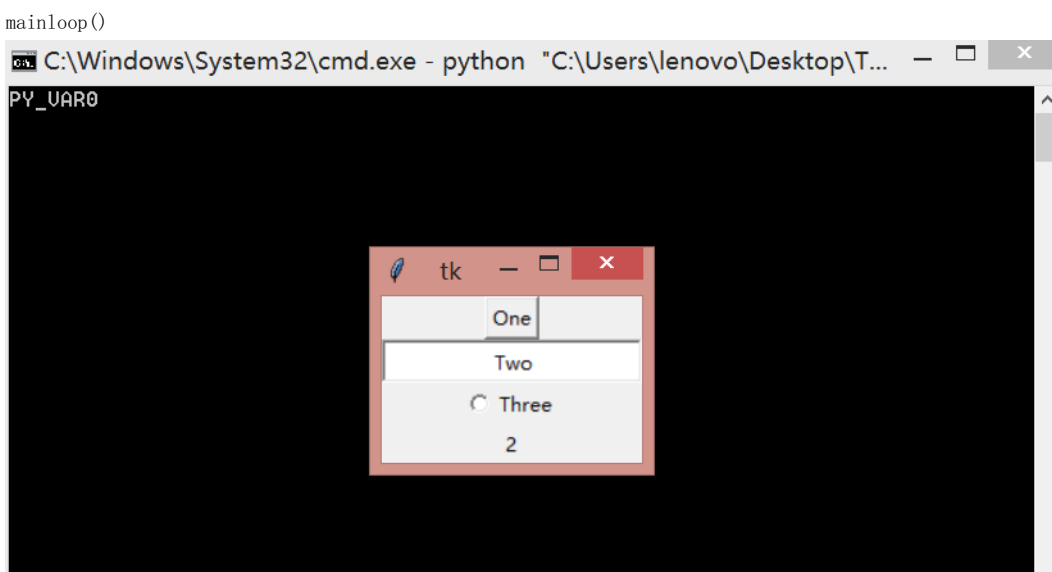 mainloop()
C:\Windows\System32\cmd.exe - python "C:\Users\lenovo\Desktop\T...
PY_VAR0
tk
One
Two
Three
2